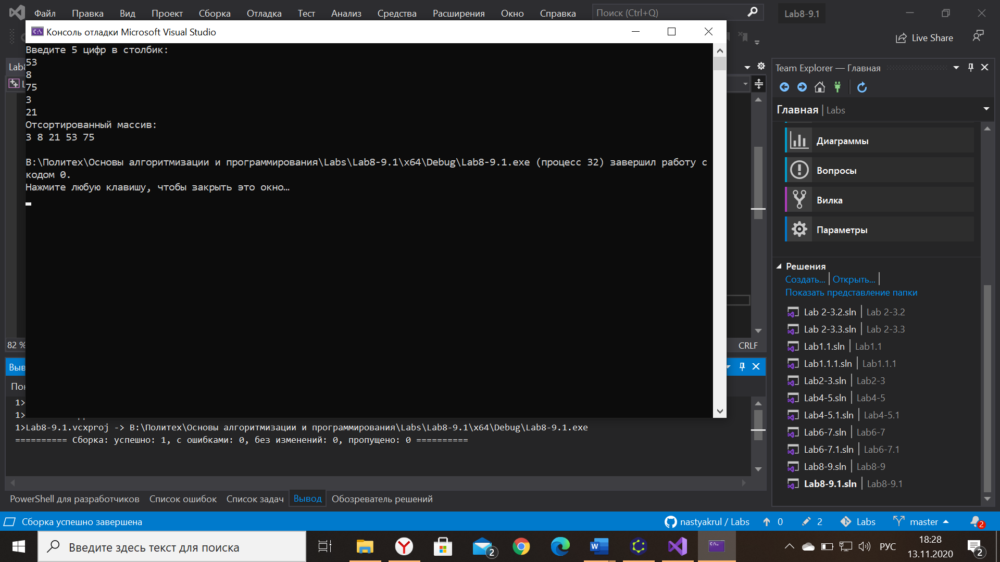 Файл Правка Вид Проект Сборка Отладка Тест Анализ Средства Расширения Окно Справка Поиск (Ctrl+Q) Lab8-9.1
Live Share
Консоль отладки Microsoft Visual Studio
Введите 5 цифр в столбик:
53
8
75
3
21
Отсортированный массив:
3 8 21 53 75
B:\Политех\Основы алгоритмизации и программирования\Labs\Lab8-9.1\x64\Debug\Lab8-9.1.exe (процесс 32) завершил работу с
кодом 0.
Нажмите любую клавишу, чтобы закрыть это окно…
82 %
CRLF
1>
1>
1>Lab8-9.1.vcxproj -> B:\Политех\Основы алгоритмизации и программирования\Labs\Lab8-9.1\x64\Debug\Lab8-9.1.exe
========== Сборка: успешно: 1, с ошибками: 0, без изменений: 0, пропущено: 0 ==========
PowerShell для разработчиков Список ошибок Список задач Вывод Обозреватель решений
Team Explorer — Главная
Главная | Labs
Диаграммы
Вопросы
Вилка
Параметры
Решения
Создать... | Открыть... |
Показать представление папки
Lab 2-3.2.sln | Lab 2-3.2
Lab 2-3.3.sln | Lab 2-3.3
Lab1.1.sln | Lab1.1
Lab1.1.1.sln | Lab1.1.1
Lab2-3.sln | Lab2-3
Lab4-5.sln | Lab4-5
Lab4-5.1.sln | Lab4-5.1
Lab6-7.sln | Lab6-7
Lab6-7.1.sln | Lab6-7.1
Lab8-9.sln | Lab8-9
Lab8-9.1.sln | Lab8-9.1
Сборка успешно завершена nastyakrul / Labs 0 2 Labs master 2
Введите здесь текст для поиска
2
РУС
18:28
13.11.2020
2